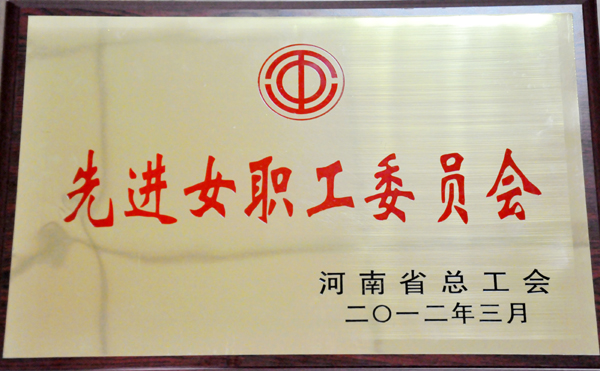 先进女职工委员会
河南省总工会
二〇一二年三月